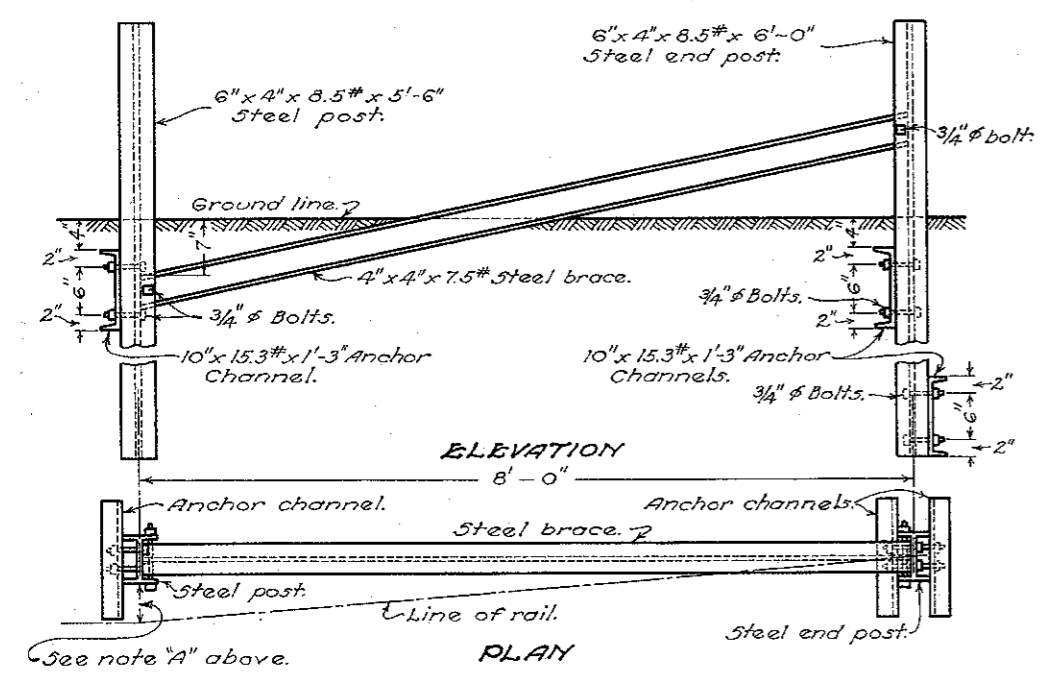 6"x4"x8.5#x 6'-0"
Steel end post.
6"x4"x8.5#x5'-6"
Steel post.
3/4"ϕ bolt.
Ground line.
4"
7"
4"
2"
6"
2"
4"x4"x7.5# Steel brace.
2"
6"
2"
3/4" ϕ Bolts.
3/4"ϕ Bolts.
10"x15.3#x1'-3" Anchor
Channel.
10"x15.3#x1'-3" Anchor
Channels.
3/4" ϕ Bolts.
2"
6"
2"
ELEVATION
8'-0"
Anchor channel.
Anchor channels.
Steel brace.
Steel post.
Line of rail.
Steel end post.
See note "A" above.
PLAN